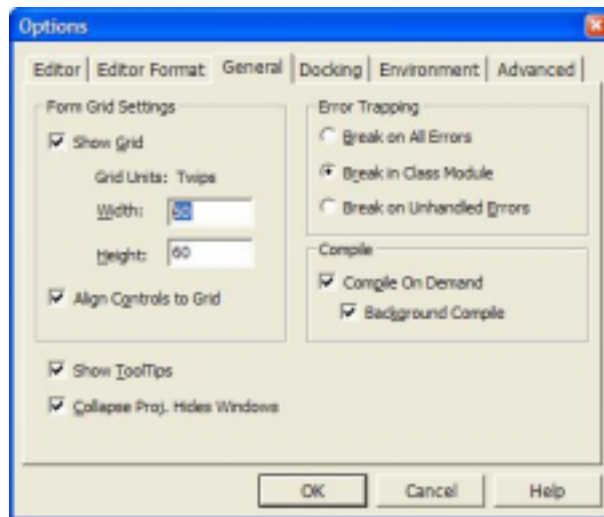 Options
Editor Editor Format General Docking Environment Advanced
Form Grid Settings
Show Grid
Grid Units: Twips
Width:
Height: 60
Align Controls to Grid
Show ToolTips
Collapse Proj. Hides Windows
Error Trapping
Break on All Errors
Break in Class Module
Break on Unhandled Errors
Compile
Compile On Demand
Background Compile
OK Cancel Help